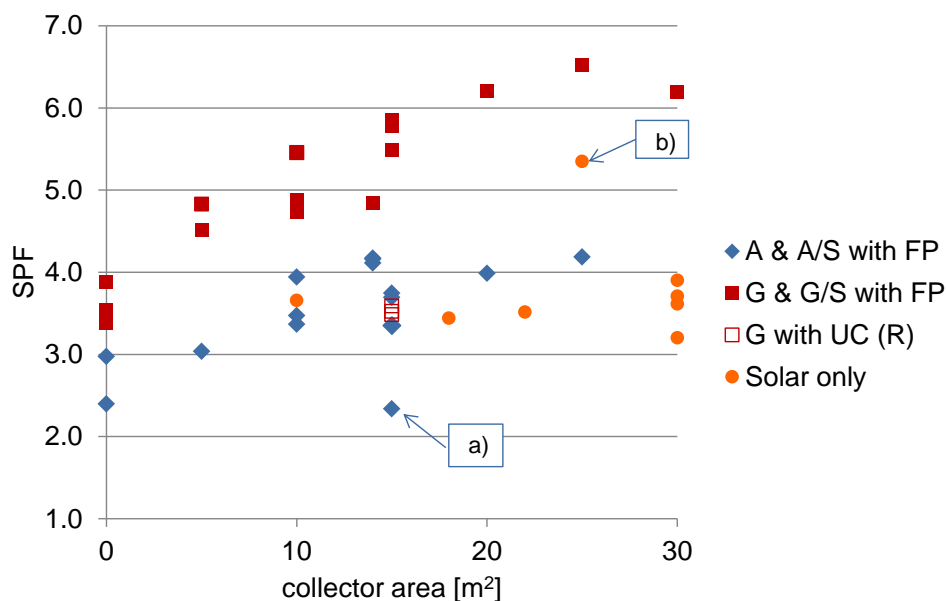 7.0
6.0
5.0
4.0
3.0
2.0
1.0
SPF
0
10
20
30
collector area [m²]
b)
a)
A & A/S with FP
G & G/S with FP
G with UC (R)
Solar only